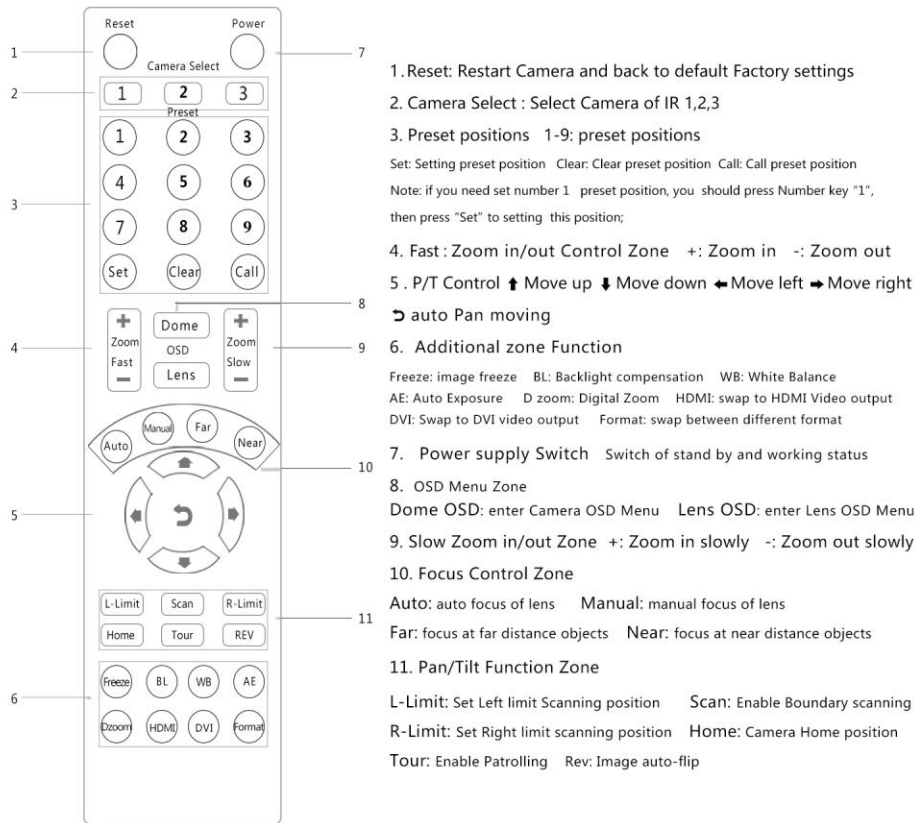 Reset Power
1 7
Camera Select
2 1 2 3
Preset
1 2 3
4 5 6
3
7 8 9
Set Clear Call
8
+ Dome +
Zoom OSD Zoom
4 9
Fast Lens Slow
- -
Auto Manual Far Near
10
5
L-Limit Scan R-Limit
11
Home Tour REV
Freeze BL WB AE
6
Dzoom HDMI DVI Format
1.Reset: Restart Camera and back to default Factory settings
2. Camera Select : Select Camera of IR 1,2,3
3. Preset positions 1-9: preset positions
Set: Setting preset position Clear: Clear preset position Call: Call preset position
Note: if you need set number 1 preset position, you should press Number key "1",
then press "Set" to setting this position;
4. Fast : Zoom in/out Control Zone +: Zoom in -: Zoom out
5 . P/T Control ⬆ Move up ⬇ Move down ⬅ Move left ➡ Move right
⮌ auto Pan moving
6. Additional zone Function
Freeze: image freeze BL: Backlight compensation WB: White Balance
AE: Auto Exposure D zoom: Digital Zoom HDMI: swap to HDMI Video output
DVI: Swap to DVI video output Format: swap between different format
7. Power supply Switch Switch of stand by and working status
8. OSD Menu Zone
Dome OSD: enter Camera OSD Menu Lens OSD: enter Lens OSD Menu
9. Slow Zoom in/out Zone +: Zoom in slowly -: Zoom out slowly
10. Focus Control Zone
Auto: auto focus of lens Manual: manual focus of lens
Far: focus at far distance objects Near: focus at near distance objects
11. Pan/Tilt Function Zone
L-Limit: Set Left limit Scanning position Scan: Enable Boundary scanning
R-Limit: Set Right limit scanning position Home: Camera Home position
Tour: Enable Patrolling Rev: Image auto-flip